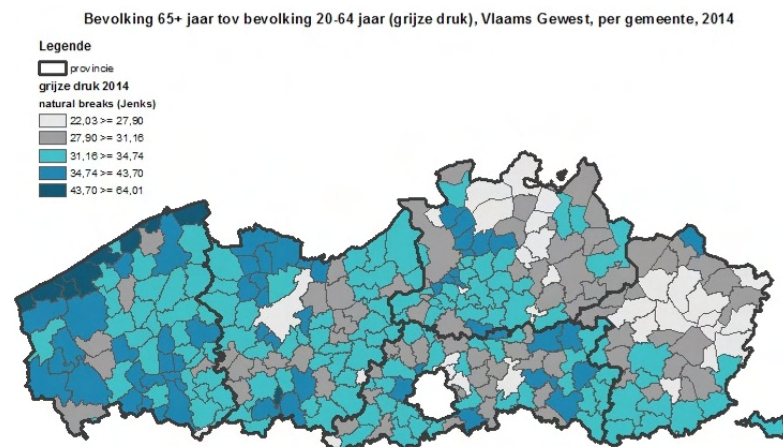 Bevolking 65+ jaar tov bevolking 20-64 jaar (grijze druk), Vlaams Gewest, per gemeente, 2014
Legende
provincie
grijze druk 2014
natural breaks (Jenks)
22,03 >= 27,90
27,90 >= 31,16
31,16 >= 34,74
34,74 >= 43,70
43,70 >= 64,01